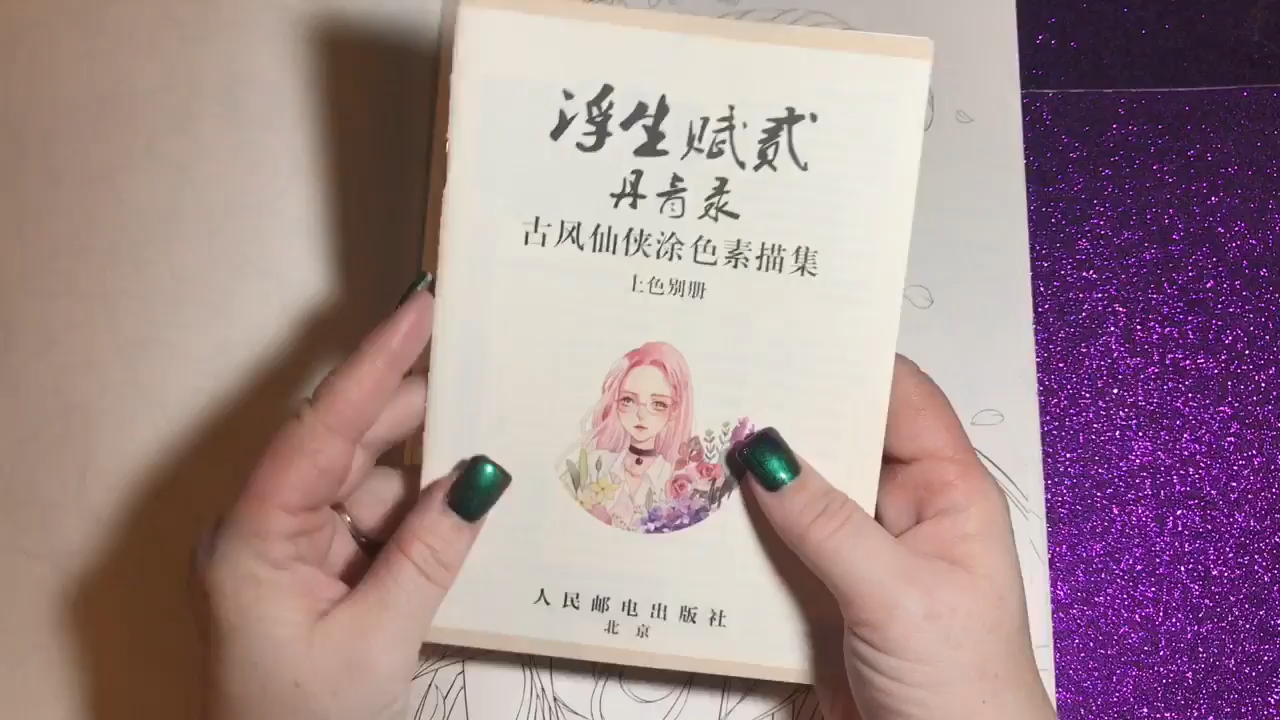 浮生赋贰
丹青录
古风仙侠涂色素描集
上色别册
人民邮电出版社
北京